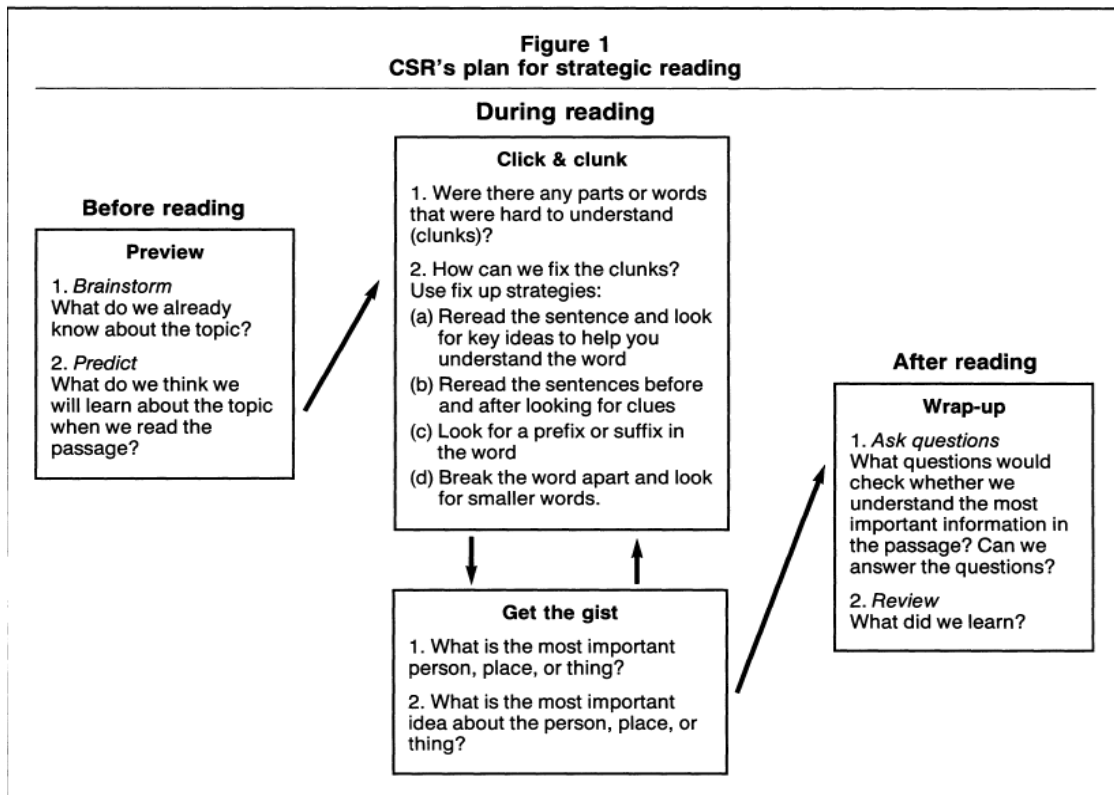 Figure 1
CSR's plan for strategic reading
Before reading
Preview
1. Brainstorm
What do we already
know about the topic?
2. Predict
What do we think we
will learn about the topic
when we read the
passage?
During reading
Click & clunk
1. Were there any parts or words
that were hard to understand
(clunks)?
2. How can we fix the clunks?
Use fix up strategies:
(a) Reread the sentence and look
for key ideas to help you
understand the word
(b) Reread the sentences before
and after looking for clues
(c) Look for a prefix or suffix in
the word
(d) Break the word apart and look
for smaller words.
Get the gist
1. What is the most important
person, place, or thing?
2. What is the most important
idea about the person, place, or
thing?
After reading
Wrap-up
1. Ask questions
What questions would
check whether we
understand the most
important information in
the passage? Can we
answer the questions?
2. Review
What did we learn?